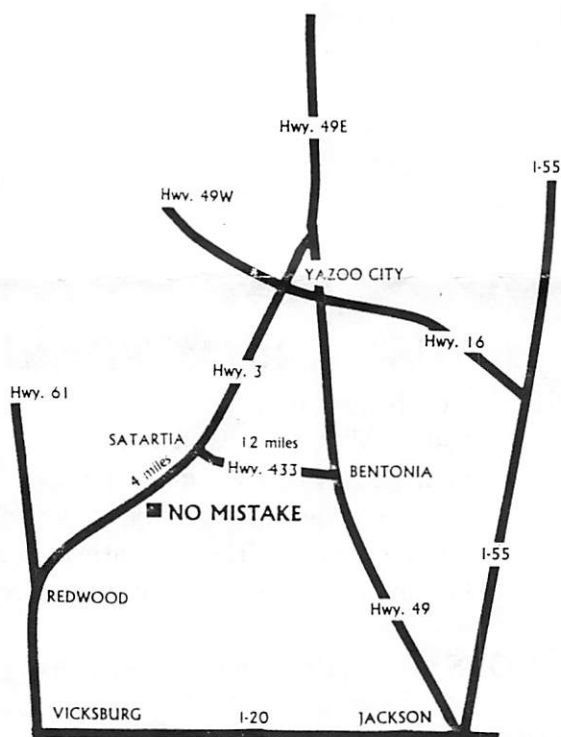 Hwy. 49E
I-55
Hwy. 49W
YAZOO CITY
Hwy. 16
Hwy. 3
Hwy. 61
SATARTIA
12 miles
Hwy. 433
BENTONIA
4 miles
NO MISTAKE
I-55
REDWOOD
Hwy. 49
VICKSBURG
I-20
JACKSON